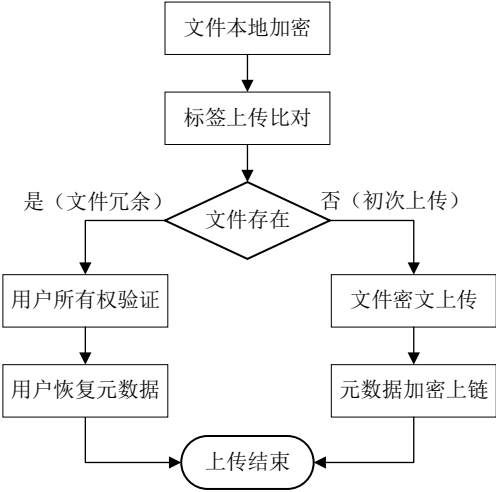 文件本地加密
标签上传比对
是（文件冗余）
否（初次上传）
文件存在
用户所有权验证
文件密文上传
用户恢复元数据
元数据加密上链
上传结束